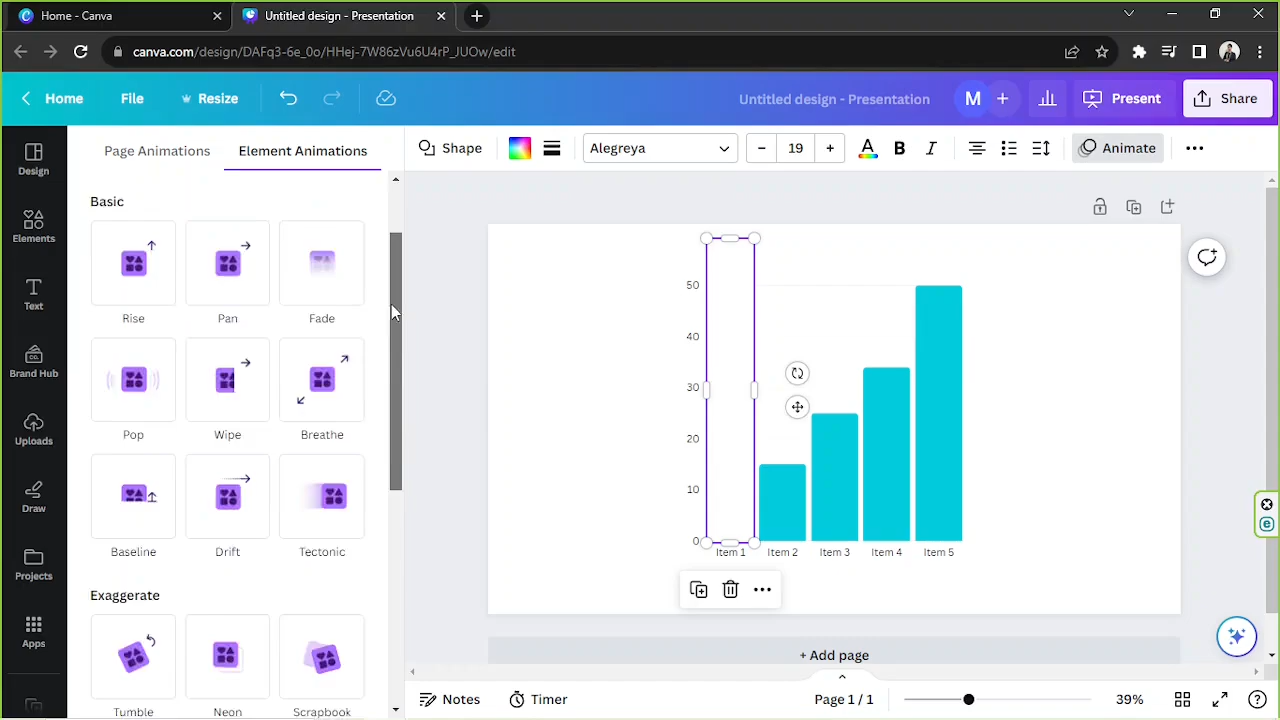 Home - Canva
Untitled design - Presentation
canva.com/design/DAFq3-6e_0o/HHej-7W86zVu6U4rP_JUOw/edit
Home
File
Resize
Untitled design - Presentation
M
Present
Share
Design
Elements
Text
Brand Hub
CO.
Uploads
Draw
Projects
Apps
Page Animations
Element Animations
Basic
Rise
Pan
Fade
Pop
Wipe
Breathe
Baseline
Drift
Tectonic
Exaggerate
Tumble
Neon
Scrapbook
Shape
Alegreya
19
A
B
I
Animate
50
40
30
20
10
0
Item 1
Item 2
Item 3
Item 4
Item 5
+ Add page
Notes
Timer
Page 1 / 1
39%